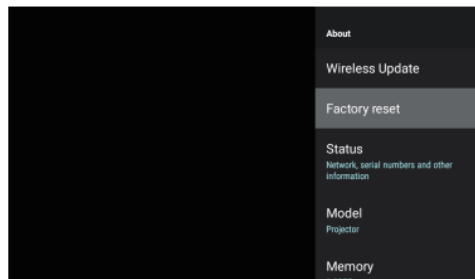 About
Wireless Update
Factory reset
Status
Network, serial numbers and other
information
Model
Projector
Memory